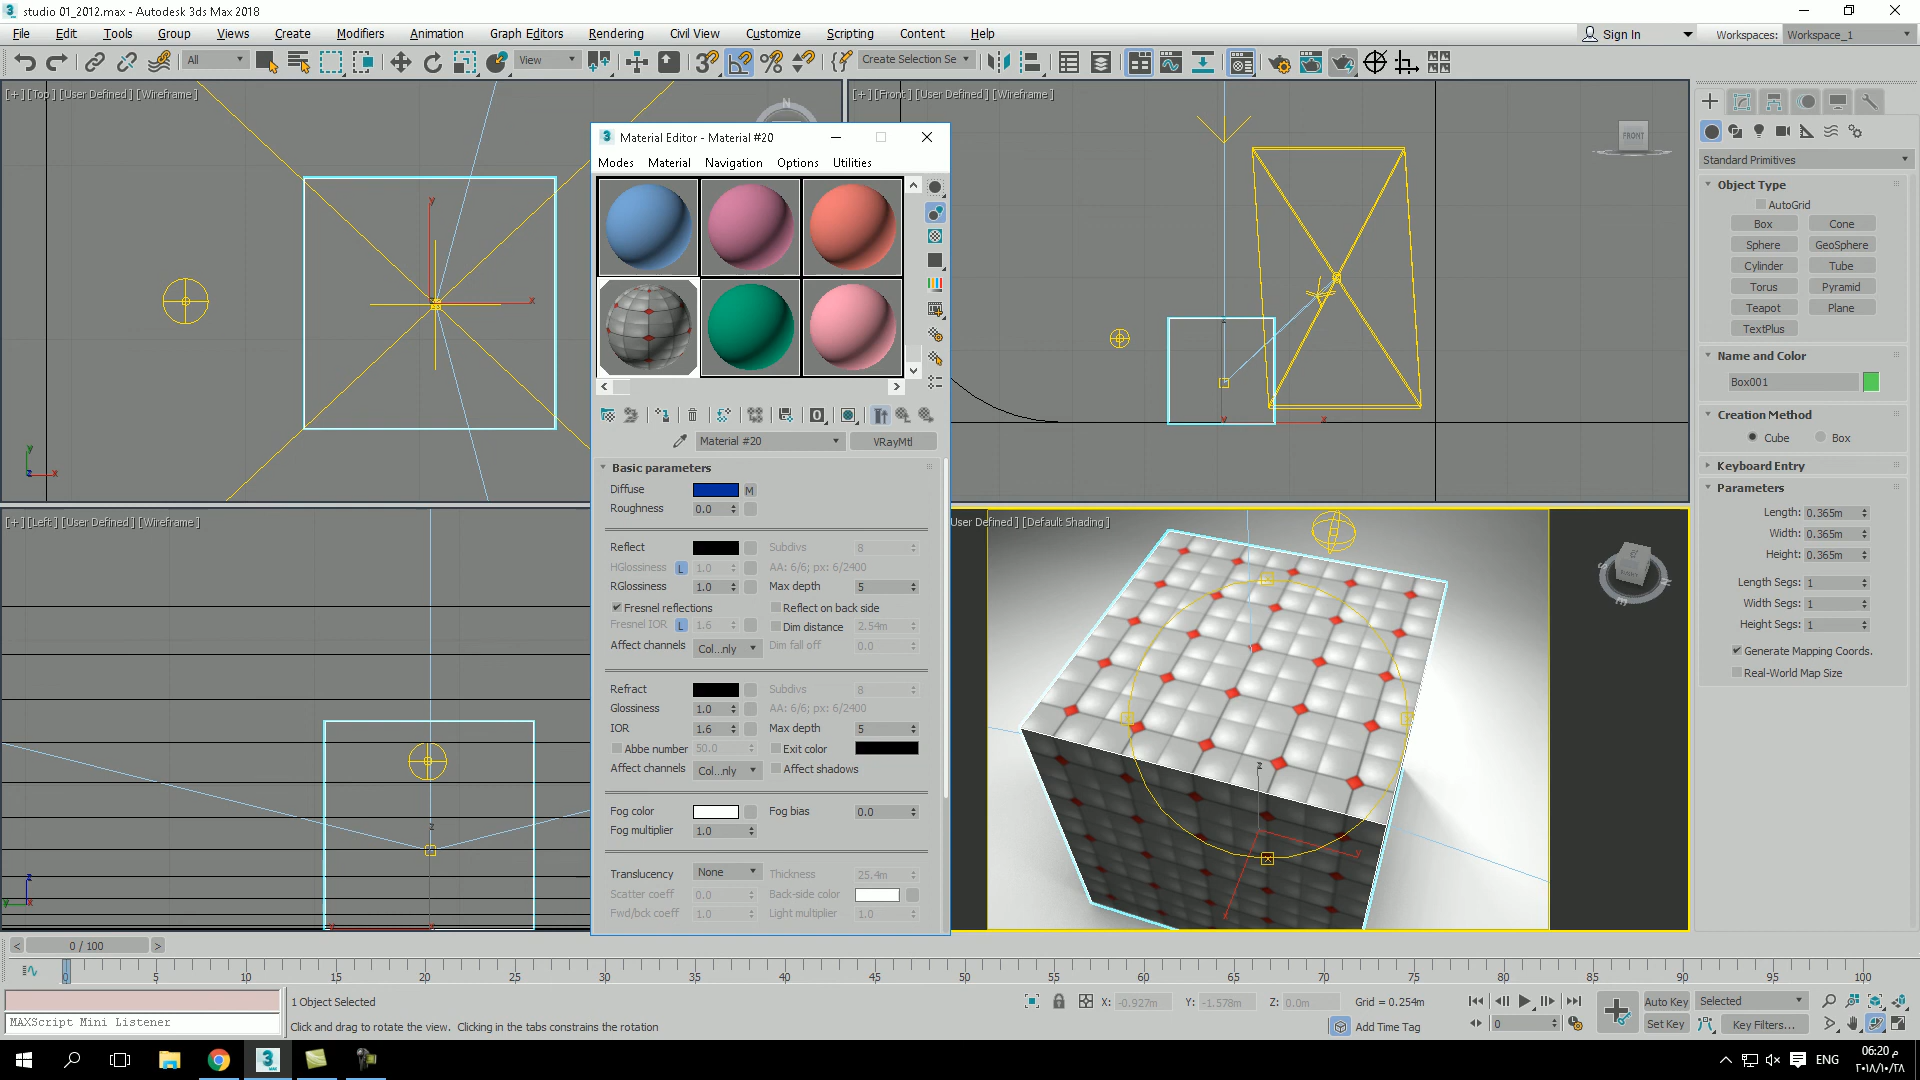 studio 01_2012.max - Autodesk 3ds Max 2018
File Edit Tools Group Views Create Modifiers Animation Graph Editors Rendering Civil View Customize Scripting Content Help
Sign In
Workspaces: Workspace_1
All
View
Create Selection Se
[+] [Top] [User Defined] [Wireframe]
N
y
x
y
z x
[+] [Front] [User Defined] [Wireframe]
FRONT
z
y x
[+] [Left] [User Defined] [Wireframe]
z
z
y x
User Defined] [Default Shading]
z
y
Material Editor - Material #20
Modes Material Navigation Options Utilities
Material #20
VRayMtl
Basic parameters
Diffuse M
Roughness 0.0
Reflect Subdivs 8
HGlossiness L 1.0 AA: 6/6; px: 6/2400
RGlossiness 1.0 Max depth 5
Fresnel reflections Reflect on back side
Fresnel IOR L 1.6 Dim distance 2.54m
Affect channels Col...nly Dim fall off 0.0
Refract Subdivs 8
Glossiness 1.0 AA: 6/6; px: 6/2400
IOR 1.6 Max depth 5
Abbe number 50.0 Exit color
Affect channels Col...nly Affect shadows
Fog color Fog bias 0.0
Fog multiplier 1.0
Translucency None Thickness 25.4m
Scatter coeff 0.0 Back-side color
Fwd/bck coeff 1.0 Light multiplier 1.0
Standard Primitives
Object Type
AutoGrid
Box Cone
Sphere GeoSphere
Cylinder Tube
Torus Pyramid
Teapot Plane
TextPlus
Name and Color
Box001
Creation Method
Cube Box
Keyboard Entry
Parameters
Length: 0.365m
Width: 0.365m
Height: 0.365m
Length Segs: 1
Width Segs: 1
Height Segs: 1
Generate Mapping Coords.
Real-World Map Size
< 0 / 100 >
0 5 10 15 20 25 30 35 40 45 50 55 60 65 70 75 80 85 90 95 100
MAXScript Mini Listener
1 Object Selected
Click and drag to rotate the view. Clicking in the tabs constrains the rotation
X: -0.927m Y: -1.578m Z: 0.0m Grid = 0.254m
Add Time Tag
0
Auto Key Selected
Set Key Key Filters...
ENG
06:20 م
٢٠١٨/١٠/٢٨